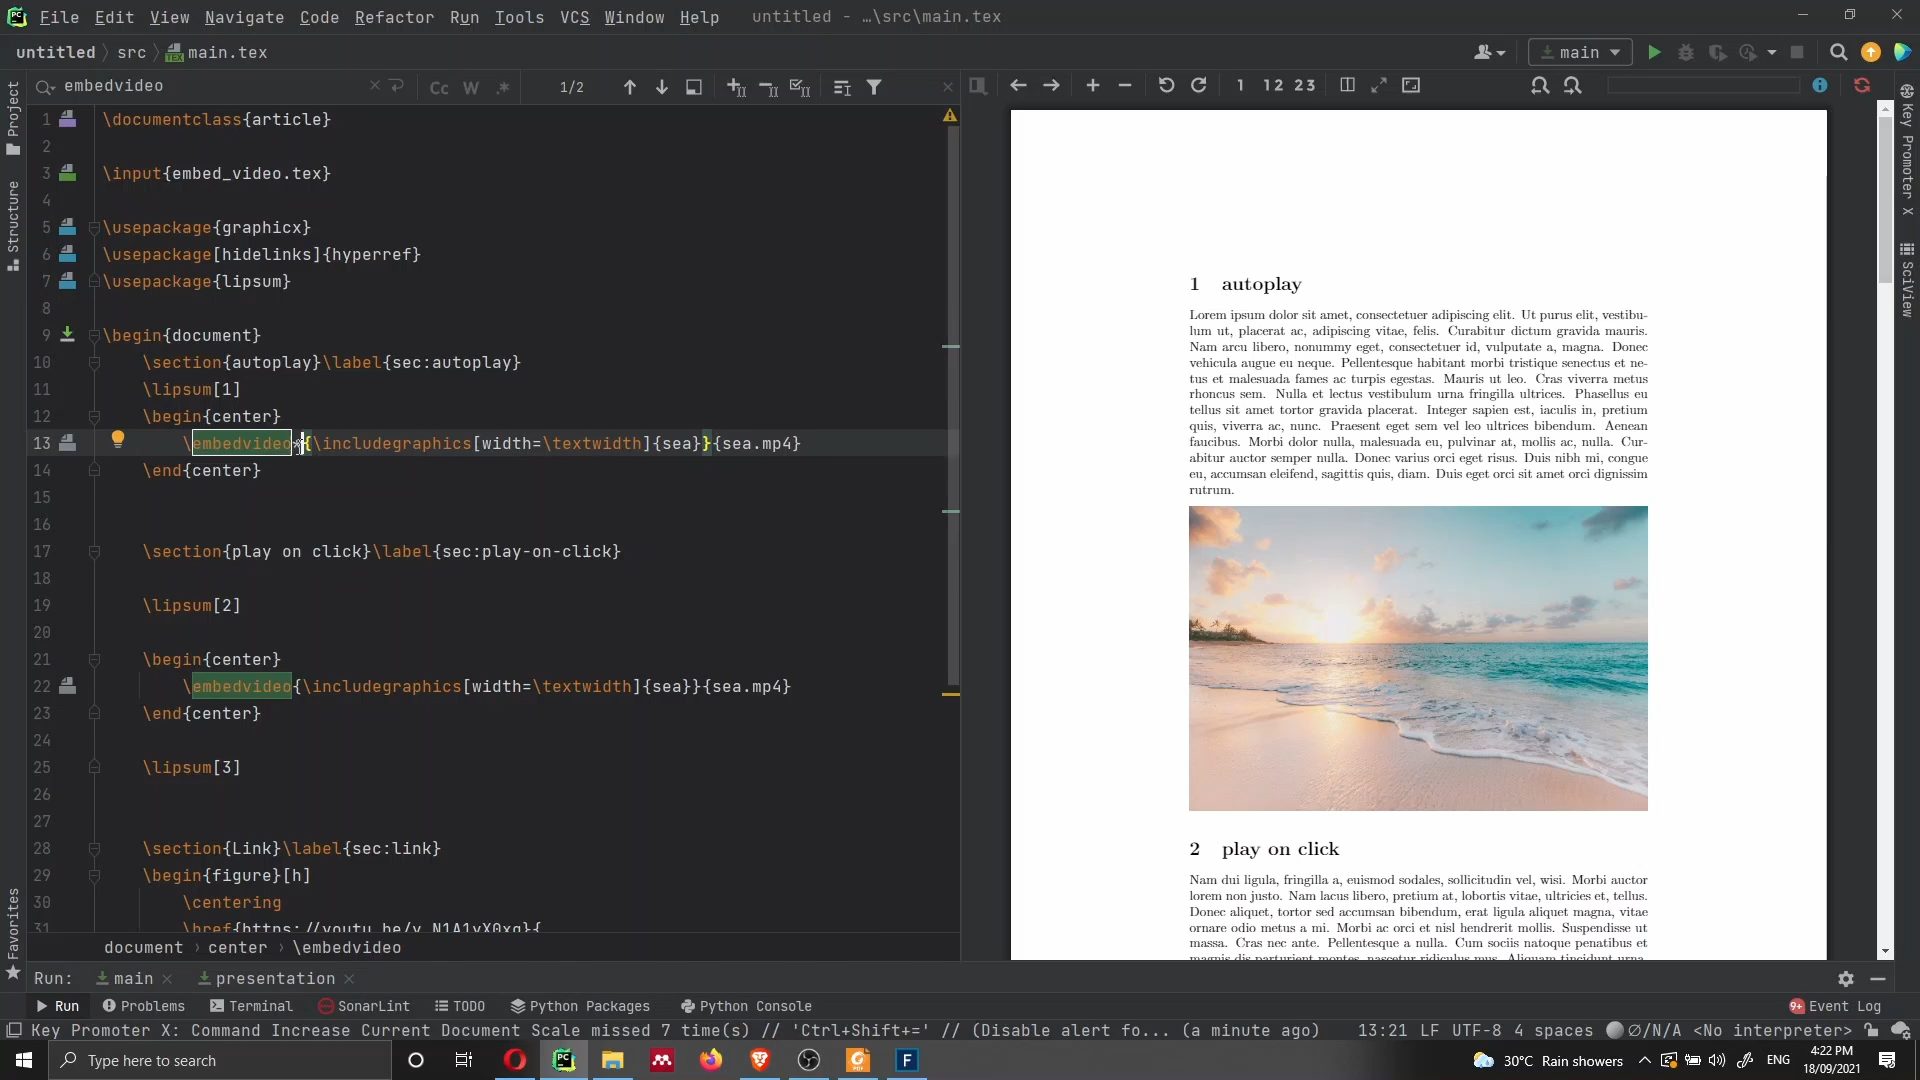 PC File Edit View Navigate Code Refactor Run Tools VCS Window Help untitled - …\src\main.tex
untitled src main.tex main
embedvideo Cc W .* 1/2 1 1 2 2 3
1 \documentclass{article}
2
3 \input{embed_video.tex}
4
5 \usepackage{graphicx}
6 \usepackage[hidelinks]{hyperref}
7 \usepackage{lipsum}
8
9 \begin{document}
10 \section{autoplay}\label{sec:autoplay}
11 \lipsum[1]
12 \begin{center}
13 \embedvideo*{\includegraphics[width=\textwidth]{sea}}{sea.mp4}
14 \end{center}
15
16
17 \section{play on click}\label{sec:play-on-click}
18
19 \lipsum[2]
20
21 \begin{center}
22 \embedvideo{\includegraphics[width=\textwidth]{sea}}{sea.mp4}
23 \end{center}
24
25 \lipsum[3]
26
27
28 \section{Link}\label{sec:link}
29 \begin{figure}[h]
30 \centering
31
document › center › \embedvideo
Project
Structure
Favorites
1 autoplay
Lorem ipsum dolor sit amet, consectetuer adipiscing elit. Ut purus elit, vestibu-
lum ut, placerat ac, adipiscing vitae, felis. Curabitur dictum gravida mauris.
Nam arcu libero, nonummy eget, consectetuer id, vulputate a, magna. Donec
vehicula augue eu neque. Pellentesque habitant morbi tristique senectus et ne-
tus et malesuada fames ac turpis egestas. Mauris ut leo. Cras viverra metus
rhoncus sem. Nulla et lectus vestibulum urna fringilla ultrices. Phasellus eu
tellus sit amet tortor gravida placerat. Integer sapien est, iaculis in, pretium
quis, viverra ac, nunc. Praesent eget sem vel leo ultrices bibendum. Aenean
faucibus. Morbi dolor nulla, malesuada eu, pulvinar at, mollis ac, nulla. Cur-
abitur auctor semper nulla. Donec varius orci eget risus. Duis nibh mi, congue
eu, accumsan eleifend, sagittis quis, diam. Duis eget orci sit amet orci dignissim
rutrum.
2 play on click
Nam dui ligula, fringilla a, euismod sodales, sollicitudin vel, wisi. Morbi auctor
lorem non justo. Nam lacus libero, pretium at, lobortis vitae, ultricies et, tellus.
Donec aliquet, tortor sed accumsan bibendum, erat ligula aliquet magna, vitae
ornare odio metus a mi. Morbi ac orci et nisl hendrerit mollis. Suspendisse ut
massa. Cras nec ante. Pellentesque a nulla. Cum sociis natoque penatibus et
Key Promoter X
SciView
Run: main presentation
Run Problems Terminal SonarLint TODO Python Packages Python Console 9+ Event Log
Key Promoter X: Command Increase Current Document Scale missed 7 time(s) // 'Ctrl+Shift+=' // (Disable alert fo... (a minute ago) 13:21 LF UTF-8 4 spaces Ø/N/A <No interpreter>
Type here to search PC F 30°C Rain showers ENG 4:22 PM
18/09/2021